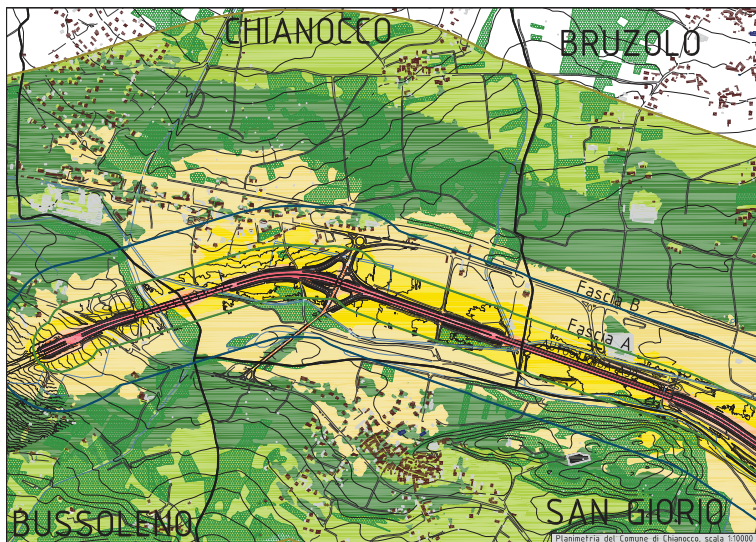 CHIANOCCO
BRUZOLO
Fascia B
Fascia A
BUSSOLENO
SAN GIORIO
Planimetria del Comune di Chianocco, scala 1:10000